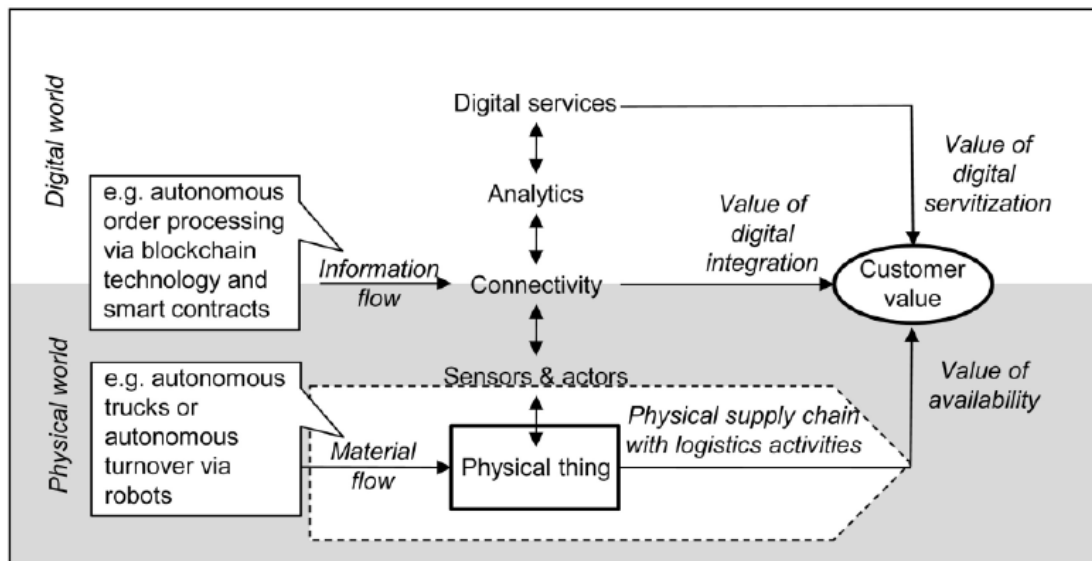 Digital world
Digital services
Value of
digital
servitization
Analytics
e.g. autonomous
order processing
via blockchain
technology and
smart contracts
Value of
digital
integration
Information
flow
Connectivity
Customer
value
Physical world
Sensors & actors
e.g. autonomous
trucks or
autonomous
turnover via
robots
Value of
availability
Physical supply chain
with logistics activities
Material
flow
Physical thing